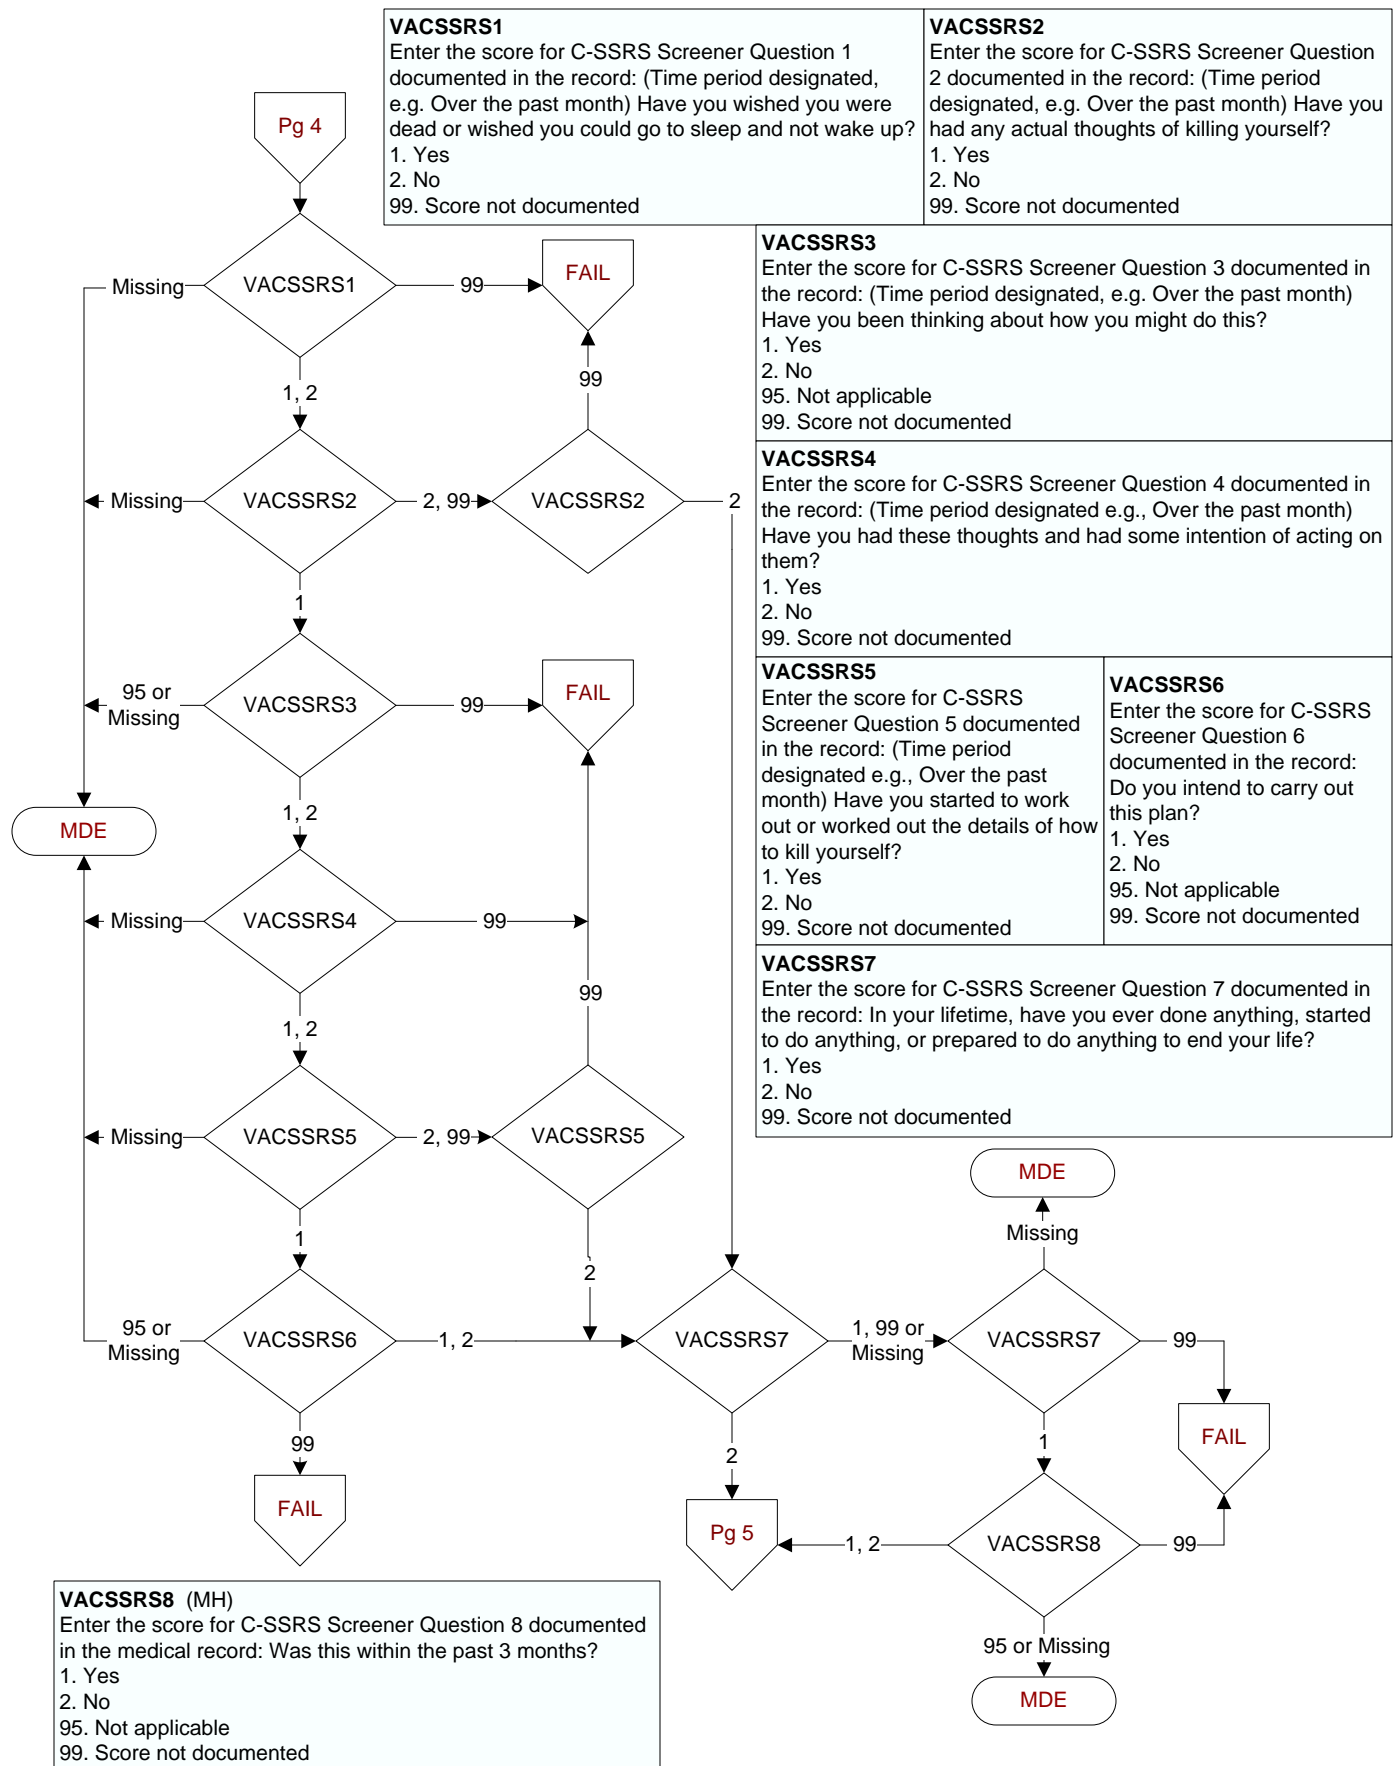 VACSSRS1
Enter the score for C-SSRS Screener Question 1
documented in the record: (Time period designated,
e.g. Over the past month) Have you wished you were
dead or wished you could go to sleep and not wake up?
1. Yes
2. No
99. Score not documented
VACSSRS2
Enter the score for C-SSRS Screener Question
2 documented in the record: (Time period
designated, e.g. Over the past month) Have you
had any actual thoughts of killing yourself?
1. Yes
2. No
99. Score not documented
VACSSRS3
Enter the score for C-SSRS Screener Question 3 documented in
the record: (Time period designated, e.g. Over the past month)
Have you been thinking about how you might do this?
1. Yes
2. No
95. Not applicable
99. Score not documented
VACSSRS4
Enter the score for C-SSRS Screener Question 4 documented in
the record: (Time period designated e.g., Over the past month)
Have you had these thoughts and had some intention of acting on
them?
1. Yes
2. No
99. Score not documented
VACSSRS5
Enter the score for C-SSRS
Screener Question 5 documented
in the record: (Time period
designated e.g., Over the past
month) Have you started to work
out or worked out the details of how
to kill yourself?
1. Yes
2. No
99. Score not documented
VACSSRS6
Enter the score for C-SSRS
Screener Question 6
documented in the record:
Do you intend to carry out
this plan?
1. Yes
2. No
95. Not applicable
99. Score not documented
VACSSRS7
Enter the score for C-SSRS Screener Question 7 documented in
the record: In your lifetime, have you ever done anything, started
to do anything, or prepared to do anything to end your life?
1. Yes
2. No
99. Score not documented
Pg 4
Missing
VACSSRS1
99
FAIL
1, 2
99
Missing
VACSSRS2
2, 99
VACSSRS2
2
1
95 or
Missing
VACSSRS3
99
FAIL
1, 2
MDE
Missing
VACSSRS4
99
99
1, 2
Missing
VACSSRS5
2, 99
VACSSRS5
1
2
95 or
Missing
VACSSRS6
1, 2
VACSSRS7
1, 99 or
Missing
VACSSRS7
99
MDE
Missing
99
FAIL
2
1
FAIL
Pg 5
1, 2
VACSSRS8
99
95 or Missing
MDE
VACSSRS8 (MH)
Enter the score for C-SSRS Screener Question 8 documented
in the medical record: Was this within the past 3 months?
1. Yes
2. No
95. Not applicable
99. Score not documented